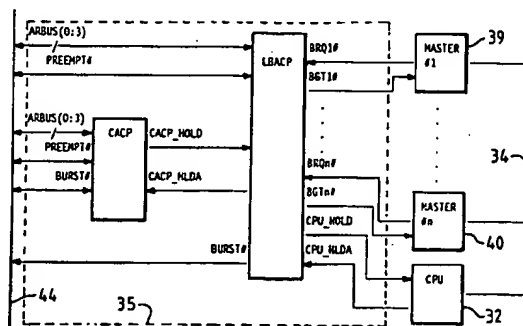 ARBUS(0:3)
PREEMPT#
LBACP
BRQ1#
BGT1#
MASTER
#1
39
ARBUS(0:3)
PREEMPT#
BURST#
CACP
CACP_HOLD
CACP_HLDA
34
BRQn#
BGTn#
CPU_HOLD
CPU_HLDA
MASTER
#n
40
BURST#
CPU
44
35
32